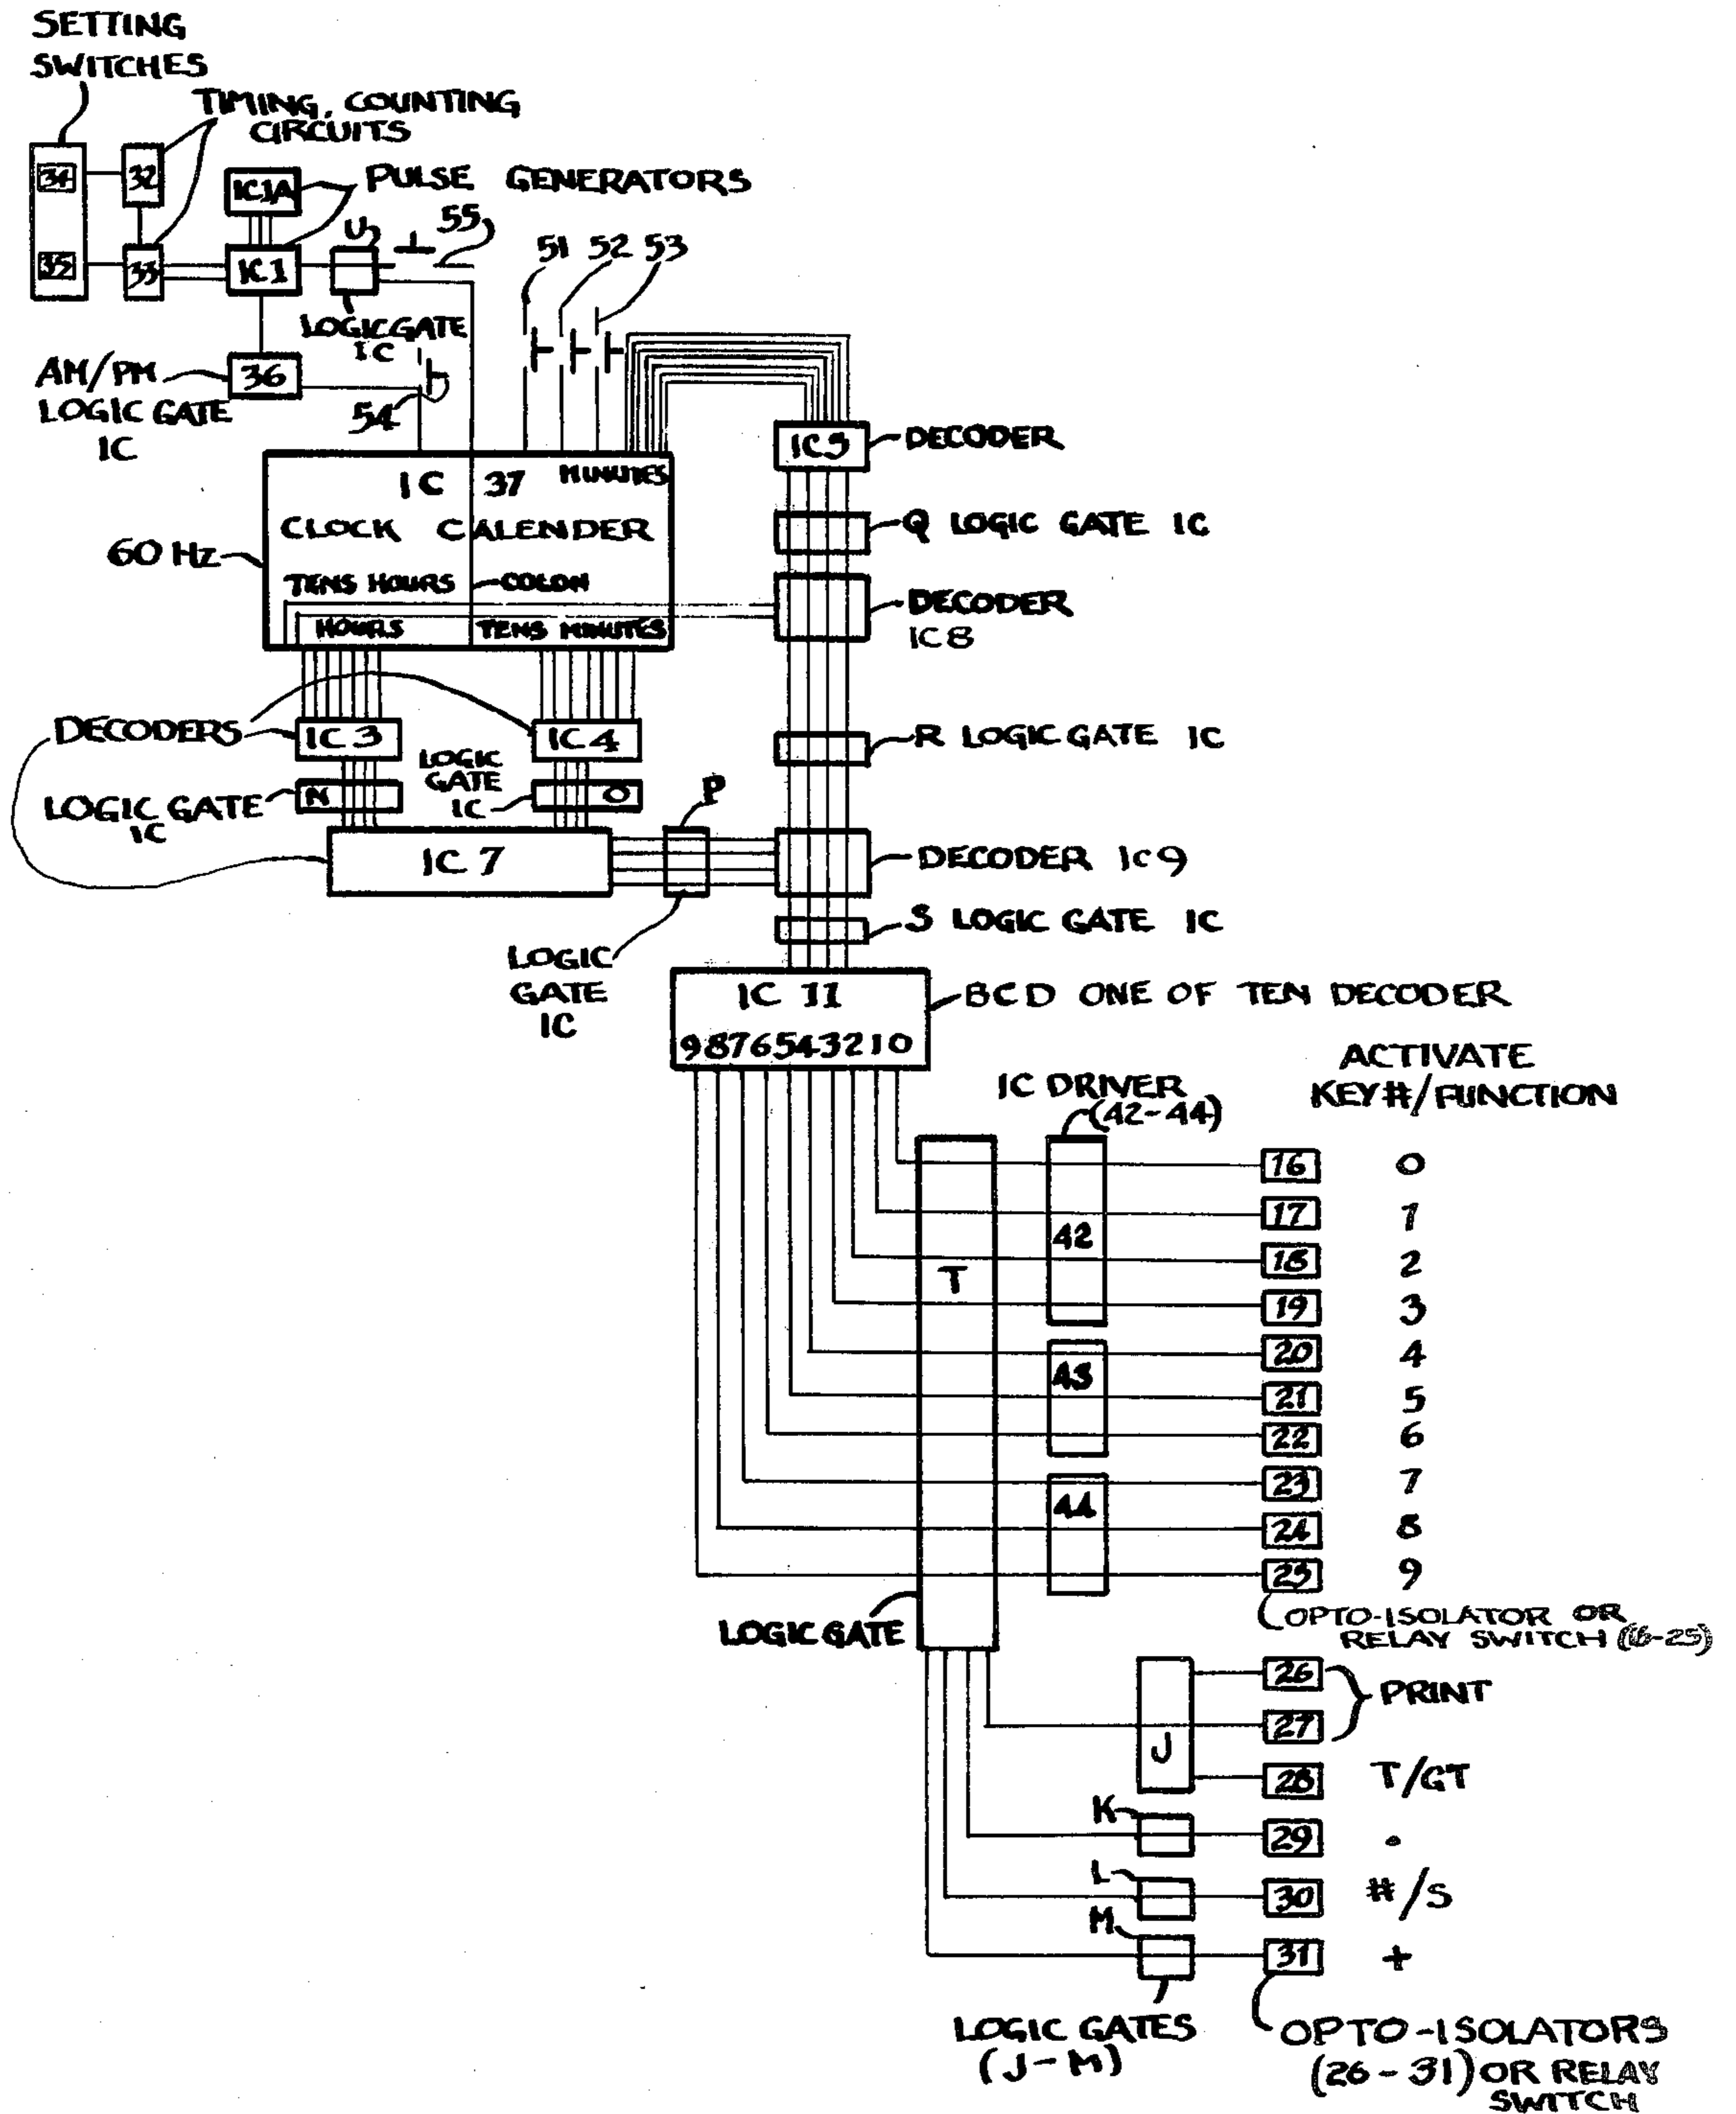 SETTING
SWITCHES
TIMING, COUNTING
CIRCUITS
34
32
IC1A
PULSE GENERATORS
35
33
IC1
U
55
51 52 53
LOGIC GATE
IC
AM/PM
LOGIC GATE
IC
36
54
IC 37 MINUTES
CLOCK CALENDER
60 Hz
TENS HOURS COLON
HOURS TENS MINUTES
IC5
DECODER
Q LOGIC GATE IC
DECODER
IC8
DECODERS
IC3
IC4
R LOGIC GATE IC
LOGIC
GATE
IC
LOGIC GATE
IC
N
O
P
IC 7
DECODER IC9
S LOGIC GATE IC
LOGIC
GATE
IC
IC 11
BCD ONE OF TEN DECODER
9876543210
ACTIVATE
KEY#/FUNCTION
IC DRIVER
(42-44)
16 0
17 1
42
18 2
T
19 3
20 4
43
21 5
22 6
23 7
44
24 8
25 9
LOGIC GATE
OPTO-ISOLATOR OR
RELAY SWITCH (16-25)
26
PRINT
27
J
28 T/GT
K
29 .
L
30 #/S
M
31 +
LOGIC GATES
(J-M)
OPTO-ISOLATORS
(26-31) OR RELAY
SWITCH